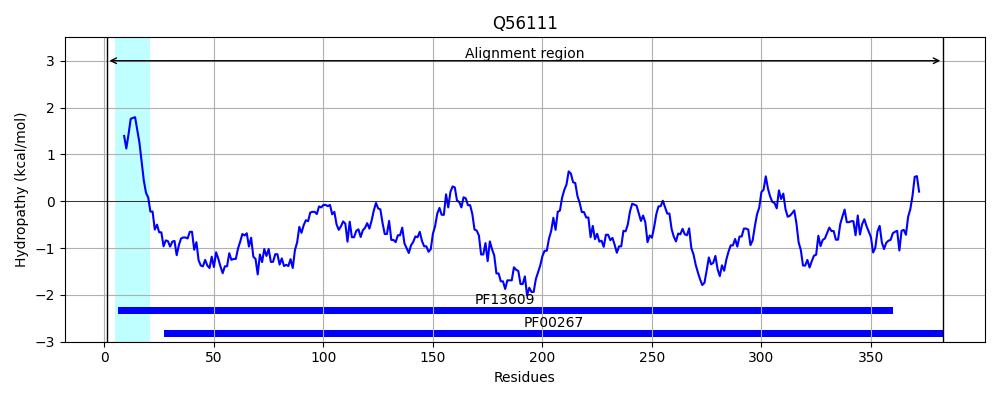 Q56111
Alignment region
3
2
1
0
−1
−2
−3
Hydropathy (kcal/mol)
PF13609
PF00267
0
50
100
150
200
250
300
350
Residues